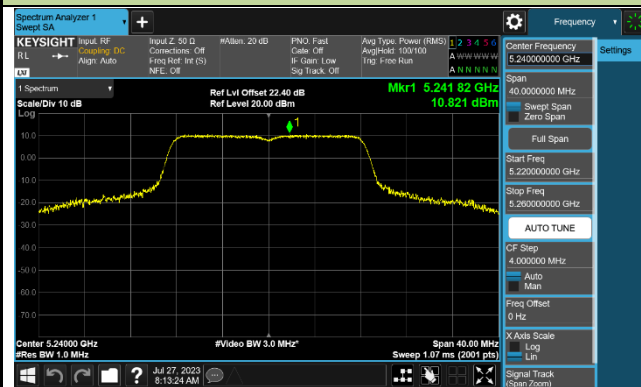 Spectrum Analyzer 1
Swept SA
+
Frequency
KEYSIGHT
RL
LXI
Input: RF
Coupling: DC
Align: Auto
Input Z: 50 Ω
Corrections: Off
Freq Ref: Int (S)
NFE: Off
#Atten: 20 dB
PNO: Fast
Gate: Off
IF Gain: Low
Sig Track: Off
Avg Type: Power (RMS)
Avg|Hold: 100/100
Trig: Free Run
1 2 3 4 5 6
A W W W W W
A N N N N N
1 Spectrum
Scale/Div 10 dB
Log
Ref Lvl Offset 22.40 dB
Ref Level 20.00 dBm
Mkr1 5.241 82 GHz
10.821 dBm
1
10.0
0.00
10.0
20.0
30.0
40.0
-50.0
-60.0
70.0
Center 5.24000 GHz
#Res BW 1.0 MHz
#Video BW 3.0 MHz*
Span 40.00 MHz
Sweep 1.07 ms (2001 pts)
Center Frequency
5.240000000 GHz
Settings
Span
40.0000000 MHz
Swept Span
Zero Span
Full Span
Start Freq
5.220000000 GHz
Stop Freq
5.260000000 GHz
AUTO TUNE
CF Step
4.000000 MHz
Auto
Man
Freq Offset
0 Hz
X Axis Scale
Log
Lin
Signal Track
(Span Zoom)
?
Jul 27, 2023
8:13:24 AM